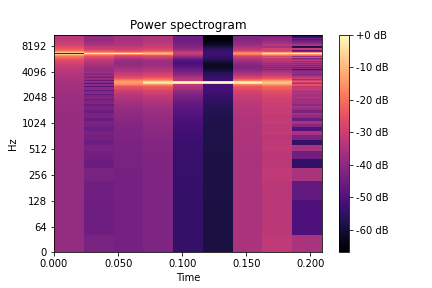 Power spectrogram
Hz
8192
4096
2048
1024
512
256
128
64
0
0.000 0.050 0.100 0.150 0.200
Time
+0 dB
-10 dB
-20 dB
-30 dB
-40 dB
-50 dB
-60 dB